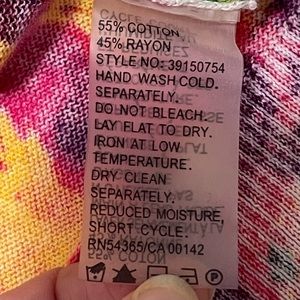 55% COTTON
45% RAYON
STYLE NO: 39150754
HAND WASH COLD.
SEPARATELY.
DO NOT BLEACH.
LAY FLAT TO DRY.
IRON AT LOW
TEMPERATURE.
DRY CLEAN
SEPARATELY.
REDUCED MOISTURE,
SHORT CYCLE.
RN54365/CA 00142
P